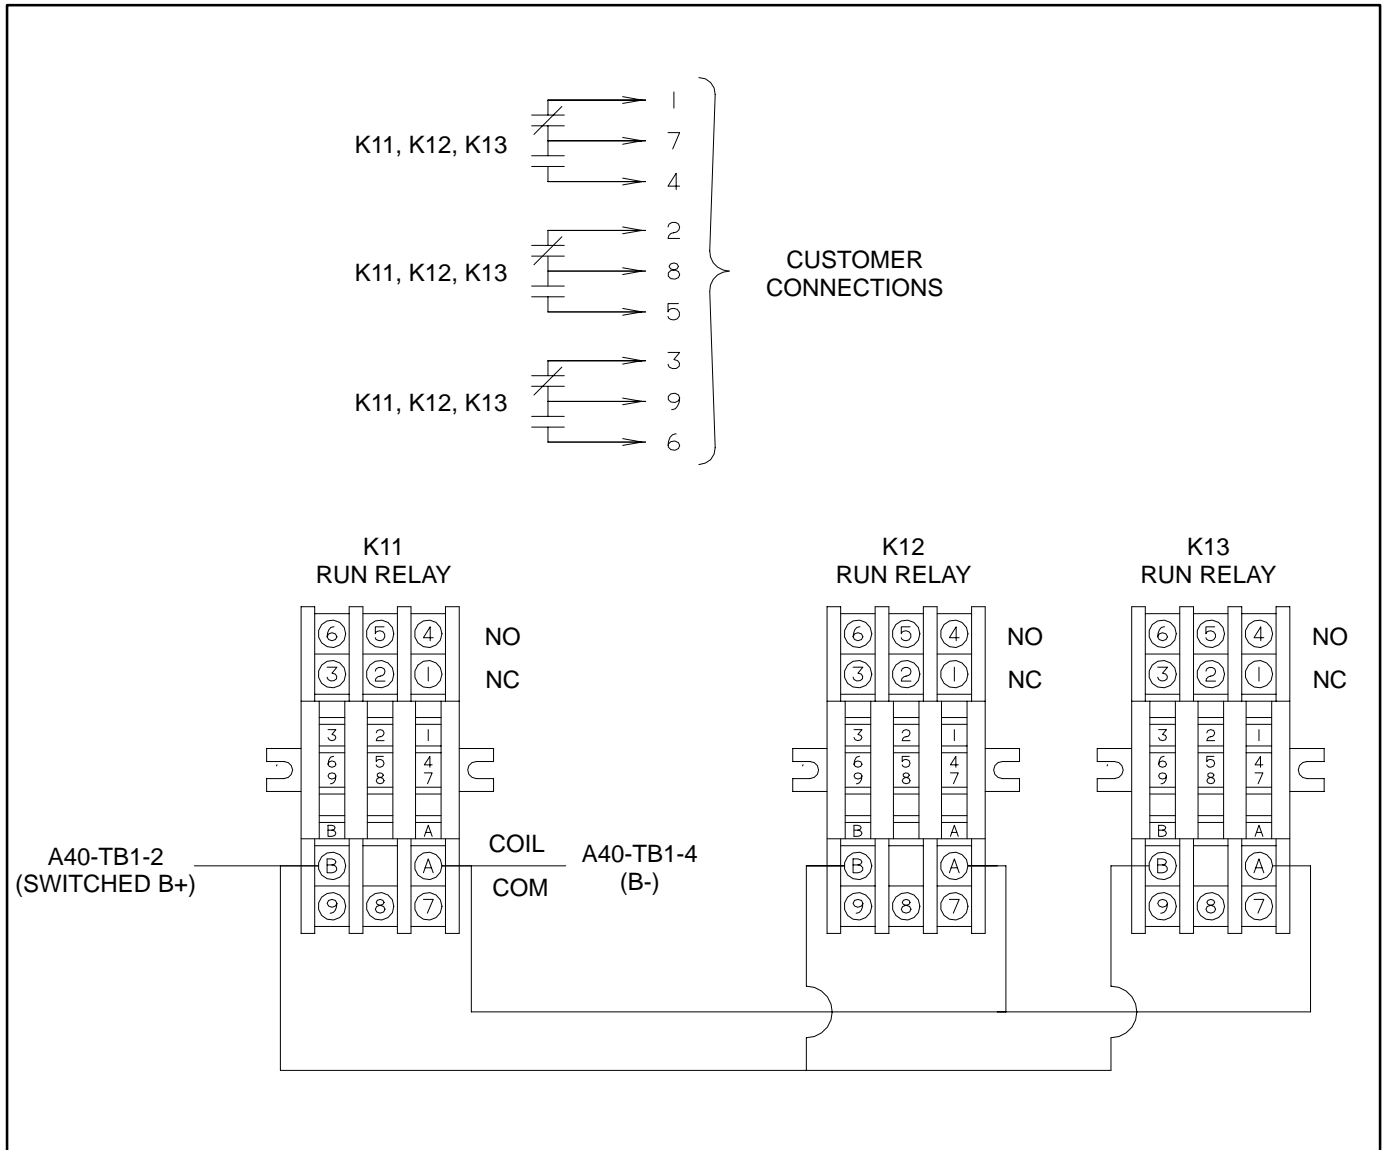 1
K11, K12, K13
7
4
2
K11, K12, K13
8
5
CUSTOMER
CONNECTIONS
3
K11, K12, K13
9
6
K11
RUN RELAY
K12
RUN RELAY
K13
RUN RELAY
6 5 4 NO
3 2 1 NC
3 2 1
6 5 4
9 8 7
B A
B A
9 8 7
COIL
COM
A40-TB1-2
(SWITCHED B+)
A40-TB1-4
(B-)
6 5 4 NO
3 2 1 NC
3 2 1
6 5 4
9 8 7
B A
B A
9 8 7
6 5 4 NO
3 2 1 NC
3 2 1
6 5 4
9 8 7
B A
B A
9 8 7